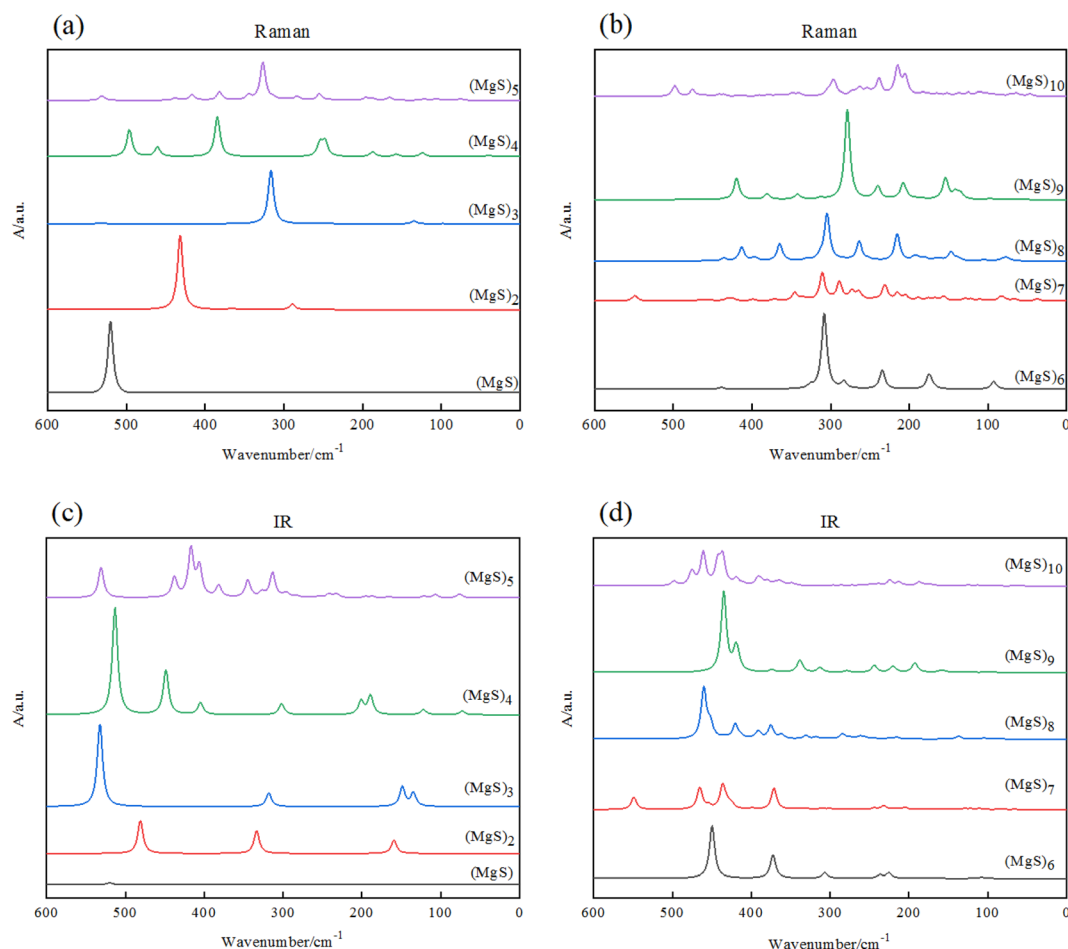 (a)
Raman
A/a.u.
(MgS)₅
(MgS)₄
(MgS)₃
(MgS)₂
(MgS)
600 500 400 300 200 100 0
Wavenumber/cm⁻¹
(b)
Raman
A/a.u.
(MgS)₁₀
(MgS)₉
(MgS)₈
(MgS)₇
(MgS)₆
600 500 400 300 200 100 0
Wavenumber/cm⁻¹
(c)
IR
A/a.u.
(MgS)₅
(MgS)₄
(MgS)₃
(MgS)₂
(MgS)
600 500 400 300 200 100 0
Wavenumber/cm⁻¹
(d)
IR
A/a.u.
(MgS)₁₀
(MgS)₉
(MgS)₈
(MgS)₇
(MgS)₆
600 500 400 300 200 100 0
Wavenumber/cm⁻¹